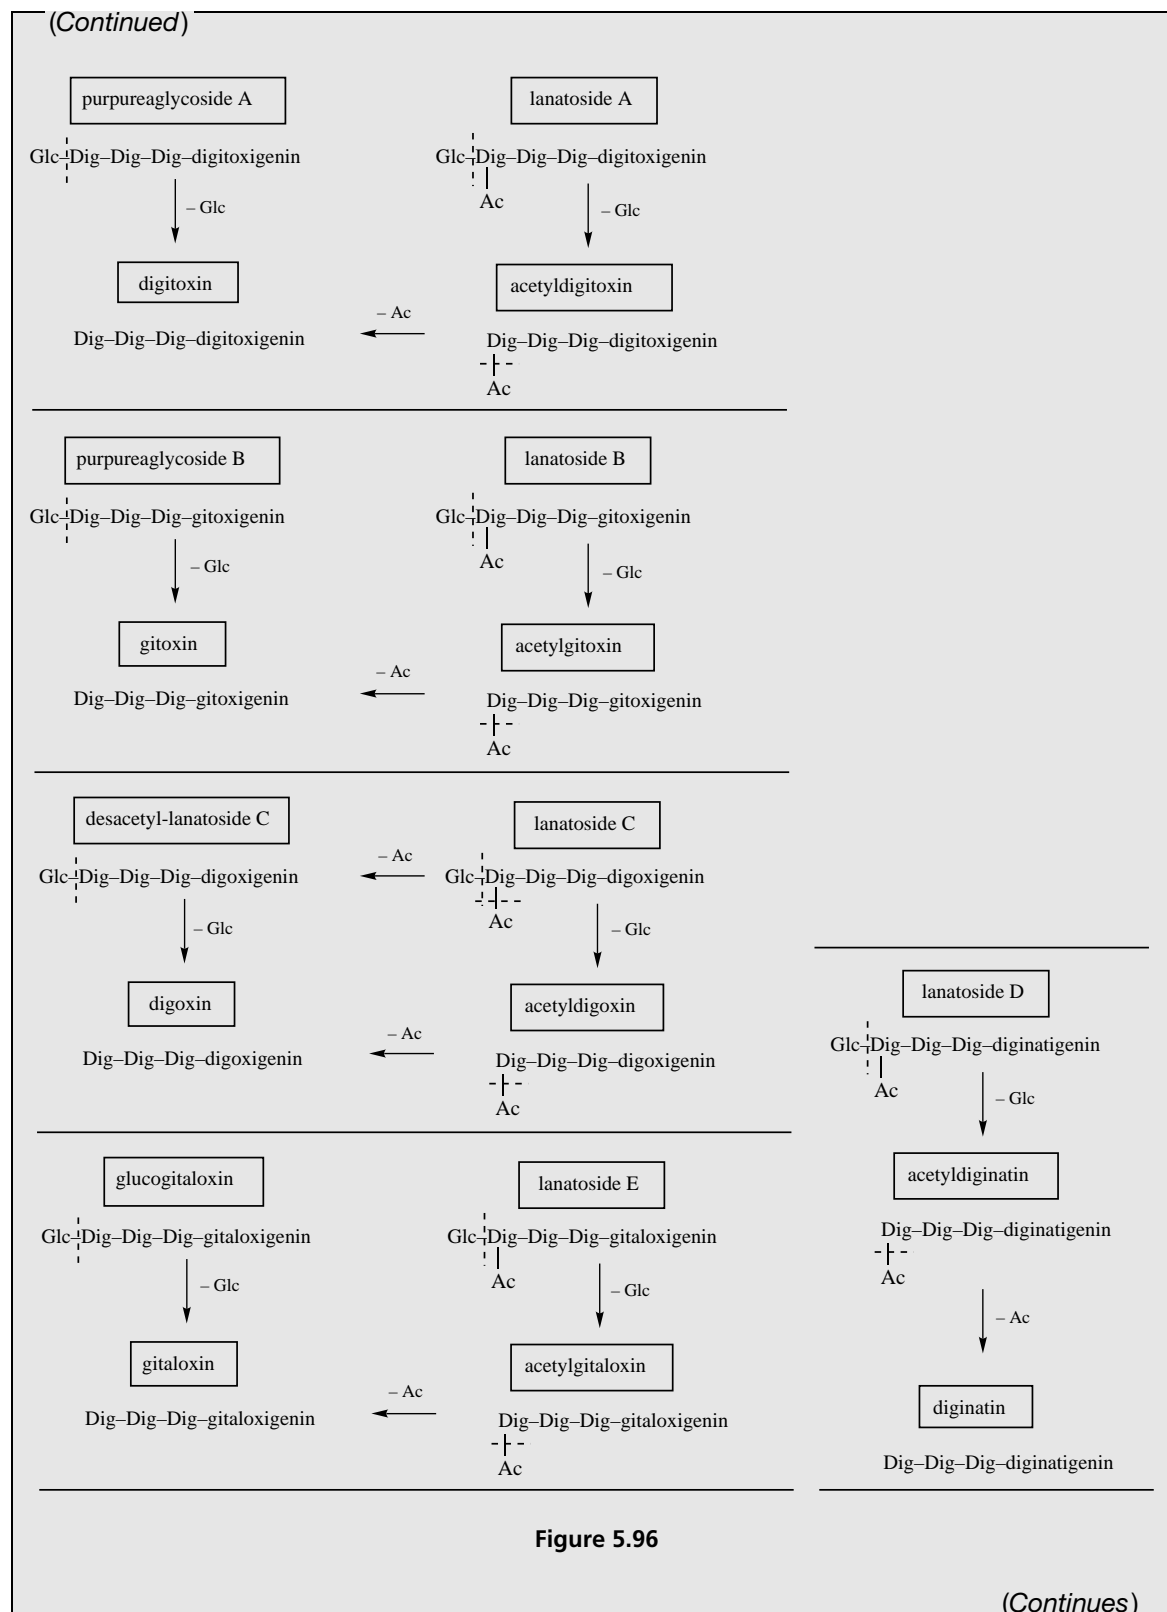 (Continued)
purpureaglycoside A
Glc–Dig–Dig–Dig–digitoxigenin
– Glc
digitoxin
Dig–Dig–Dig–digitoxigenin
lanatoside A
Glc–Dig–Dig–Dig–digitoxigenin
Ac
– Glc
acetyldigitoxin
– Ac
Dig–Dig–Dig–digitoxigenin
Ac
purpureaglycoside B
Glc–Dig–Dig–Dig–gitoxigenin
– Glc
gitoxin
Dig–Dig–Dig–gitoxigenin
lanatoside B
Glc–Dig–Dig–Dig–gitoxigenin
Ac
– Glc
acetylgitoxin
– Ac
Dig–Dig–Dig–gitoxigenin
Ac
desacetyl-lanatoside C
Glc–Dig–Dig–Dig–digoxigenin
– Glc
digoxin
Dig–Dig–Dig–digoxigenin
lanatoside C
– Ac
Glc–Dig–Dig–Dig–digoxigenin
Ac
– Glc
acetyldigoxin
– Ac
Dig–Dig–Dig–digoxigenin
Ac
glucogitaloxin
Glc–Dig–Dig–Dig–gitaloxigenin
– Glc
gitaloxin
Dig–Dig–Dig–gitaloxigenin
lanatoside E
Glc–Dig–Dig–Dig–gitaloxigenin
Ac
– Glc
acetylgitaloxin
– Ac
Dig–Dig–Dig–gitaloxigenin
Ac
lanatoside D
Glc–Dig–Dig–Dig–diginatigenin
Ac
– Glc
acetyldiginatin
Dig–Dig–Dig–diginatigenin
Ac
– Ac
diginatin
Dig–Dig–Dig–diginatigenin
Figure 5.96
(Continues)